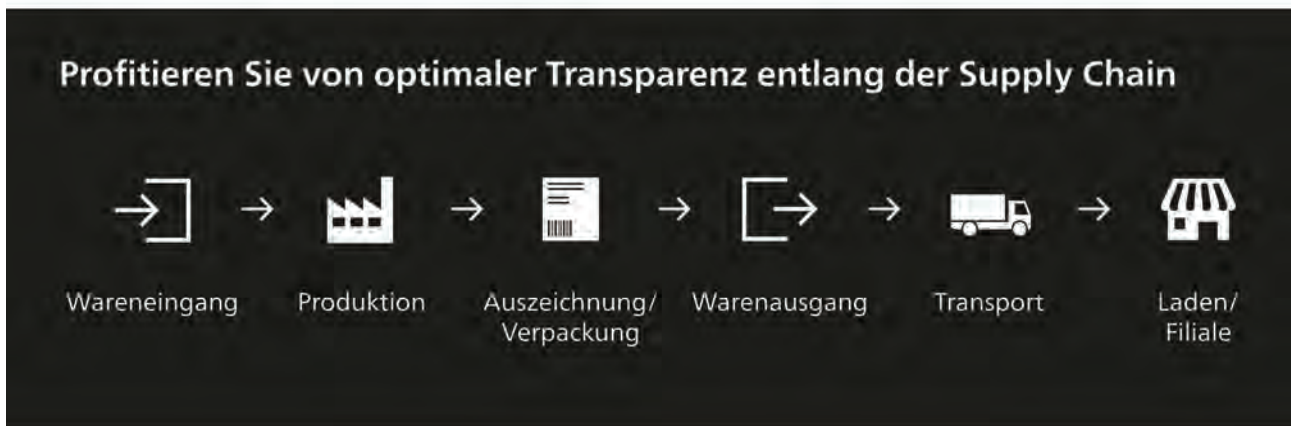 Profitieren Sie von optimaler Transparenz entlang der Supply Chain
Wareneingang
Produktion
Auszeichnung/
Verpackung
Warenausgang
Transport
Laden/
Filiale